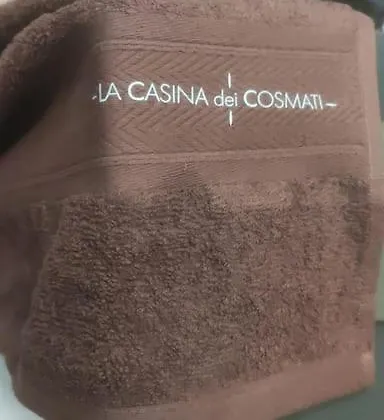 LA CASINA dei COSMATI